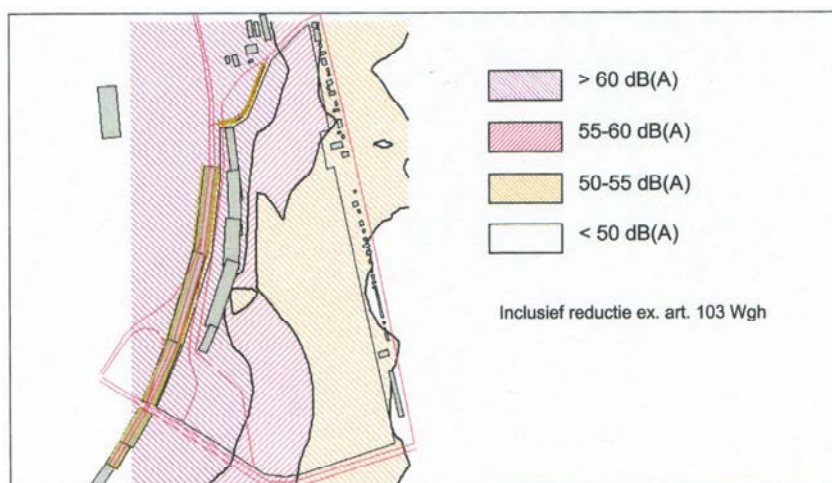 > 60 dB(A)
55-60 dB(A)
50-55 dB(A)
< 50 dB(A)
Inclusief reductie ex. art. 103 Wgh